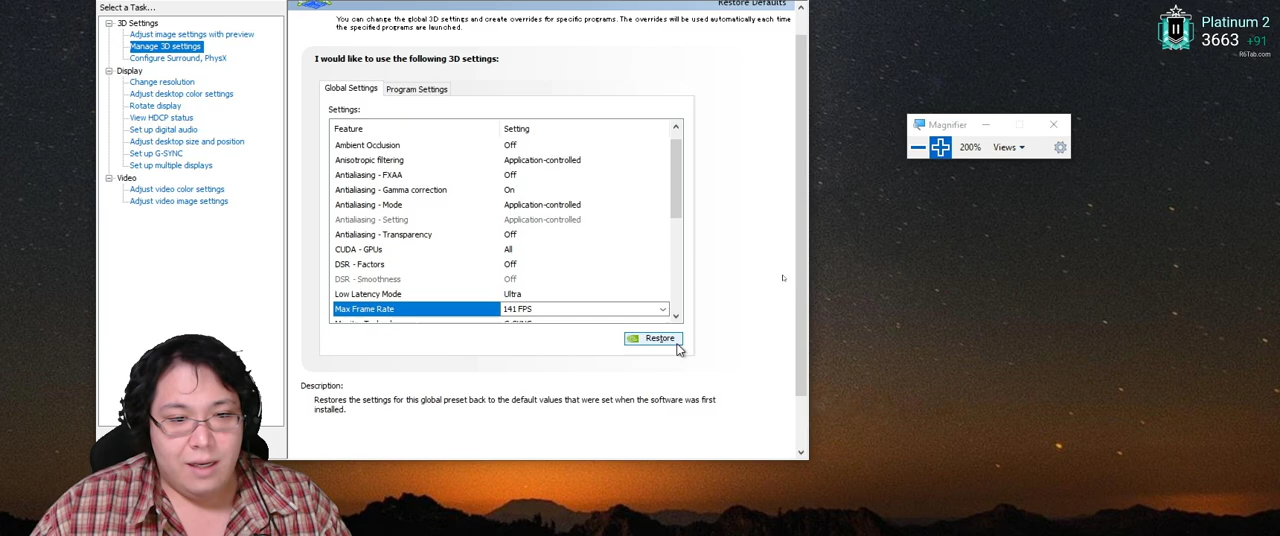 Select a Task...
3D Settings
Adjust image settings with preview
Manage 3D settings
Configure Surround, PhysX
Display
Change resolution
Adjust desktop color settings
Rotate display
View HDCP status
Set up digital audio
Adjust desktop size and position
Set up G-SYNC
Set up multiple displays
Video
Adjust video color settings
Adjust video image settings
Restore Defaults
You can change the global 3D settings and create overrides for specific programs. The overrides will be used automatically each time
the specified programs are launched.
I would like to use the following 3D settings:
Global Settings
Program Settings
Settings:
Feature Setting
Ambient Occlusion Off
Anisotropic filtering Application-controlled
Antialiasing - FXAA Off
Antialiasing - Gamma correction On
Antialiasing - Mode Application-controlled
Antialiasing - Setting Application-controlled
Antialiasing - Transparency Off
CUDA - GPUs All
DSR - Factors Off
DSR - Smoothness Off
Low Latency Mode Ultra
Max Frame Rate 141 FPS
Restore
Description:
Restores the settings for this global preset back to the default values that were set when the software was first
installed.
Magnifier
200% Views
Platinum 2
3663 +91
R6Tab.com
II